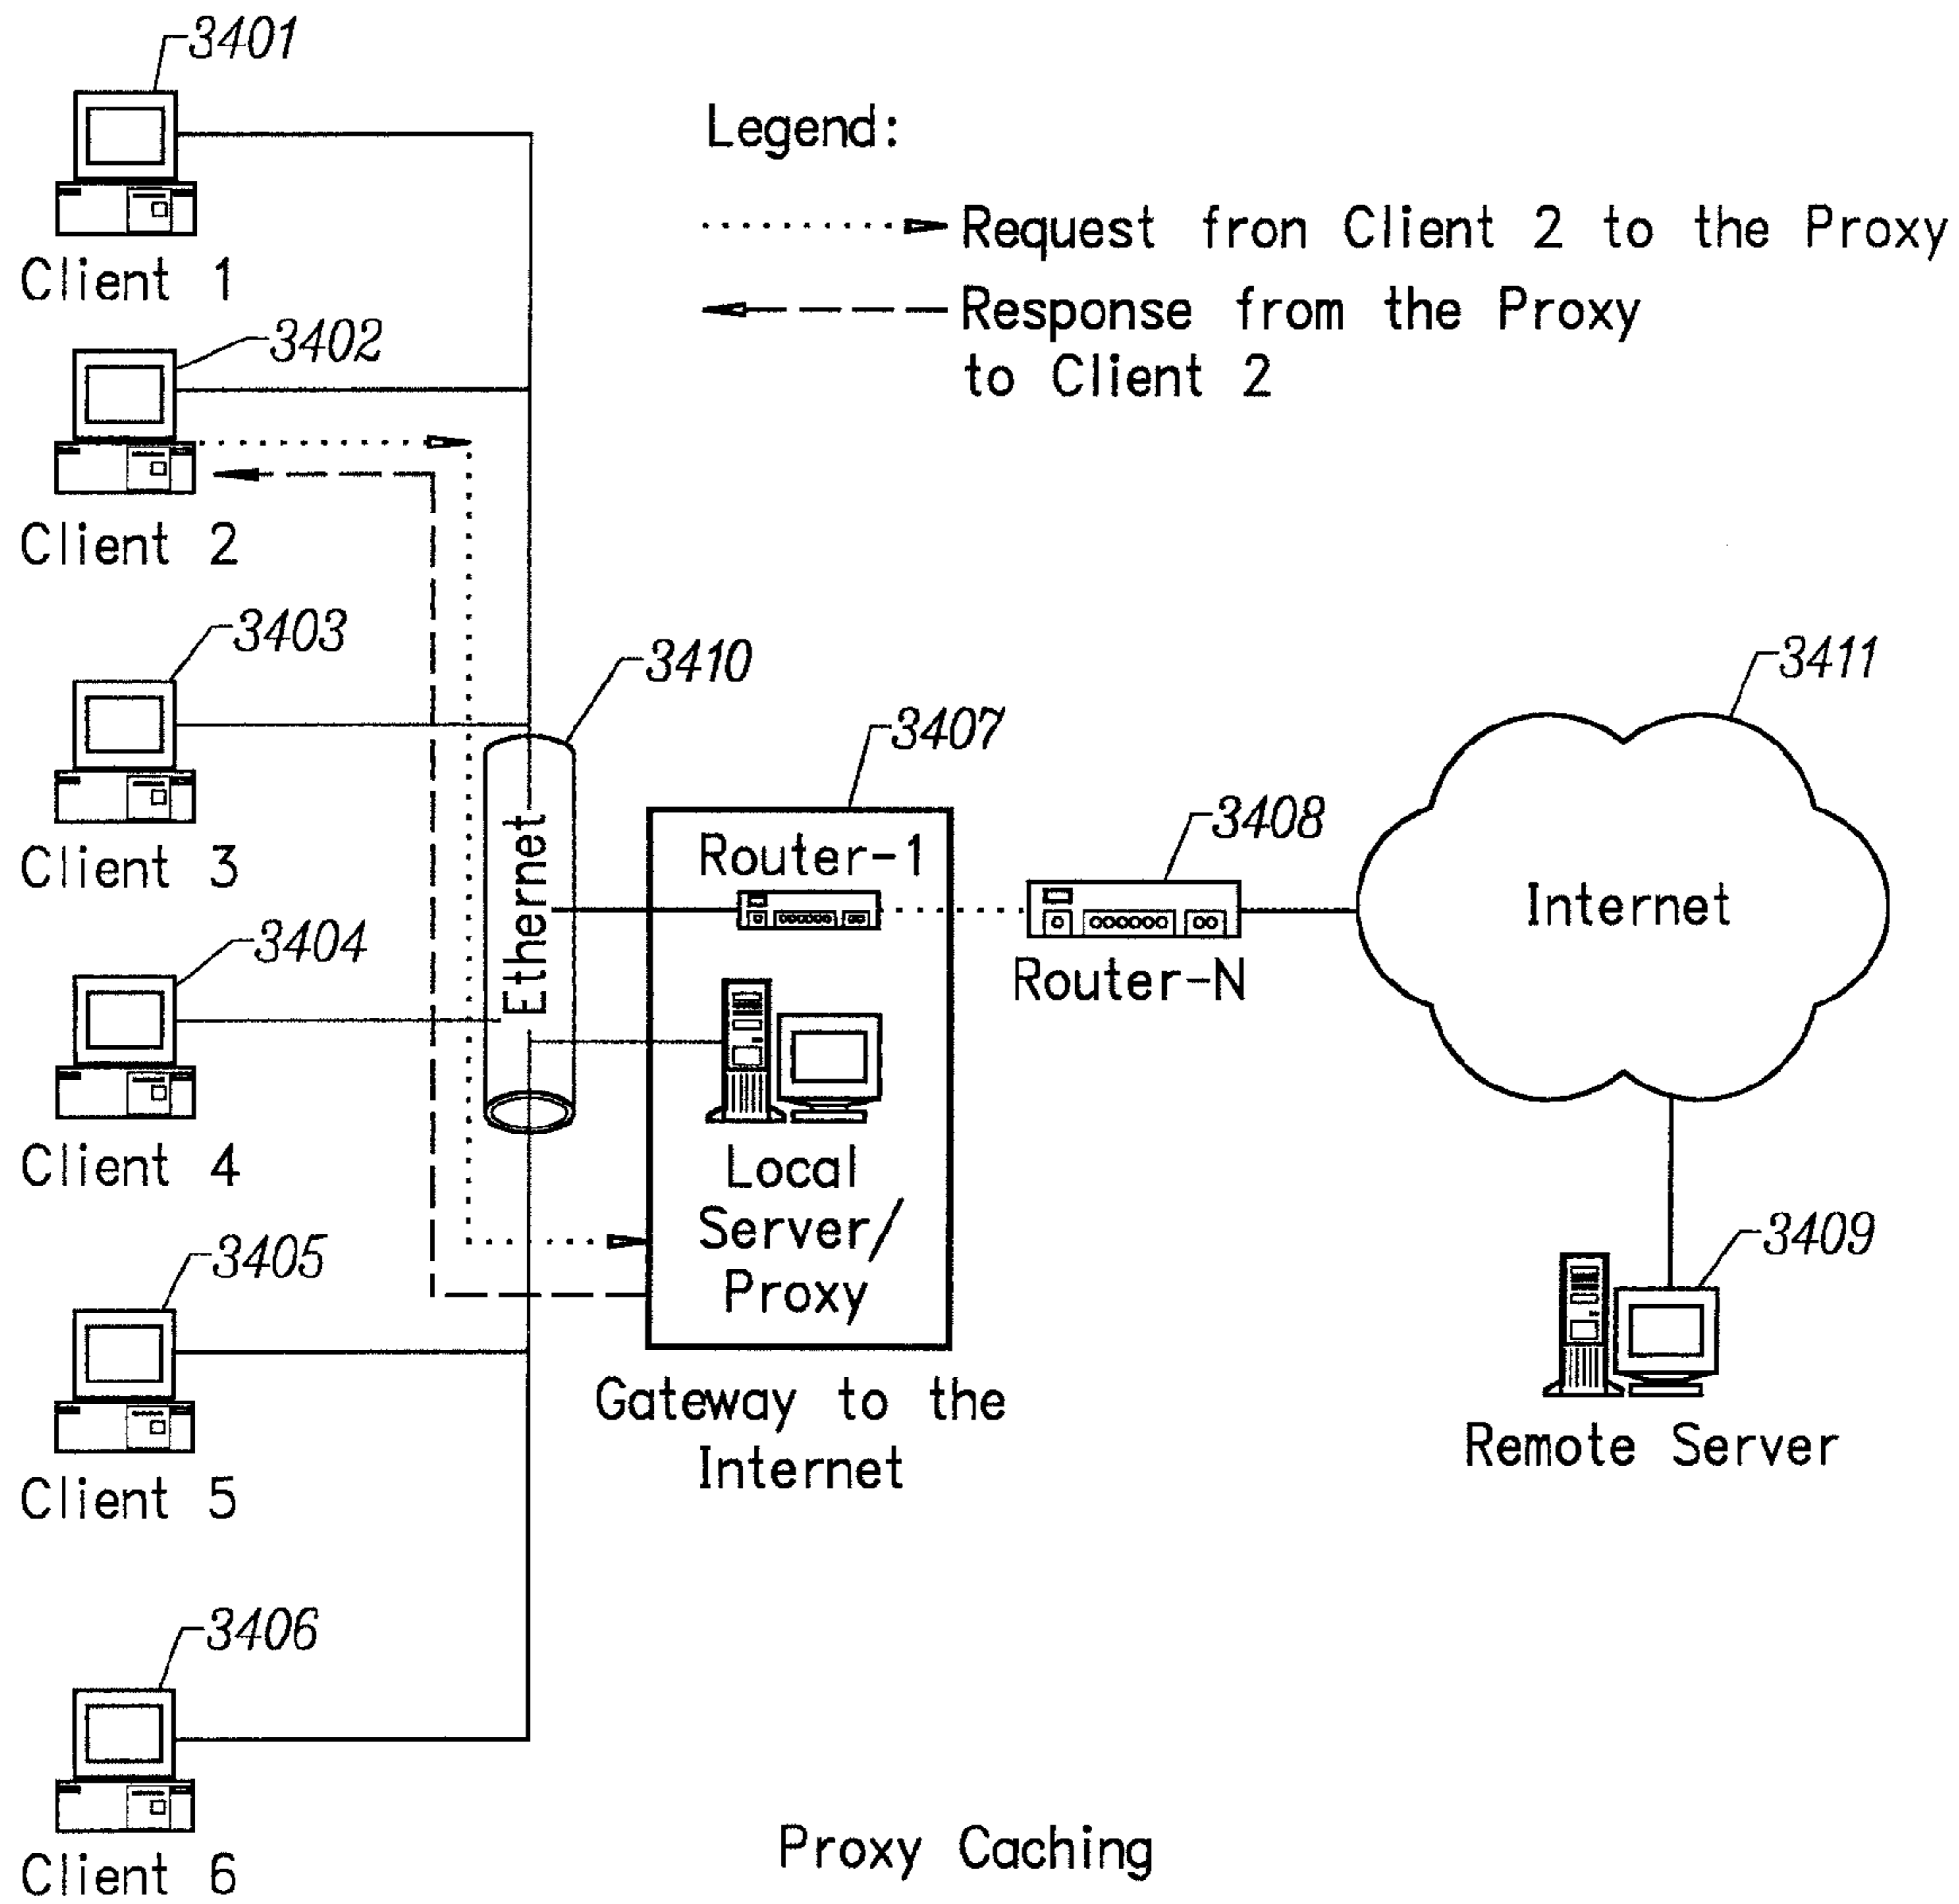 3401
Client 1
Legend:
Request fron Client 2 to the Proxy
Response from the Proxy
to Client 2
3402
Client 2
3403
Client 3
3410
Ethernet
3407
Router-1
3408
Router-N
3411
Internet
3404
Client 4
Local
Server/
Proxy
Gateway to the
Internet
3409
Remote Server
3405
Client 5
3406
Client 6
Proxy Caching